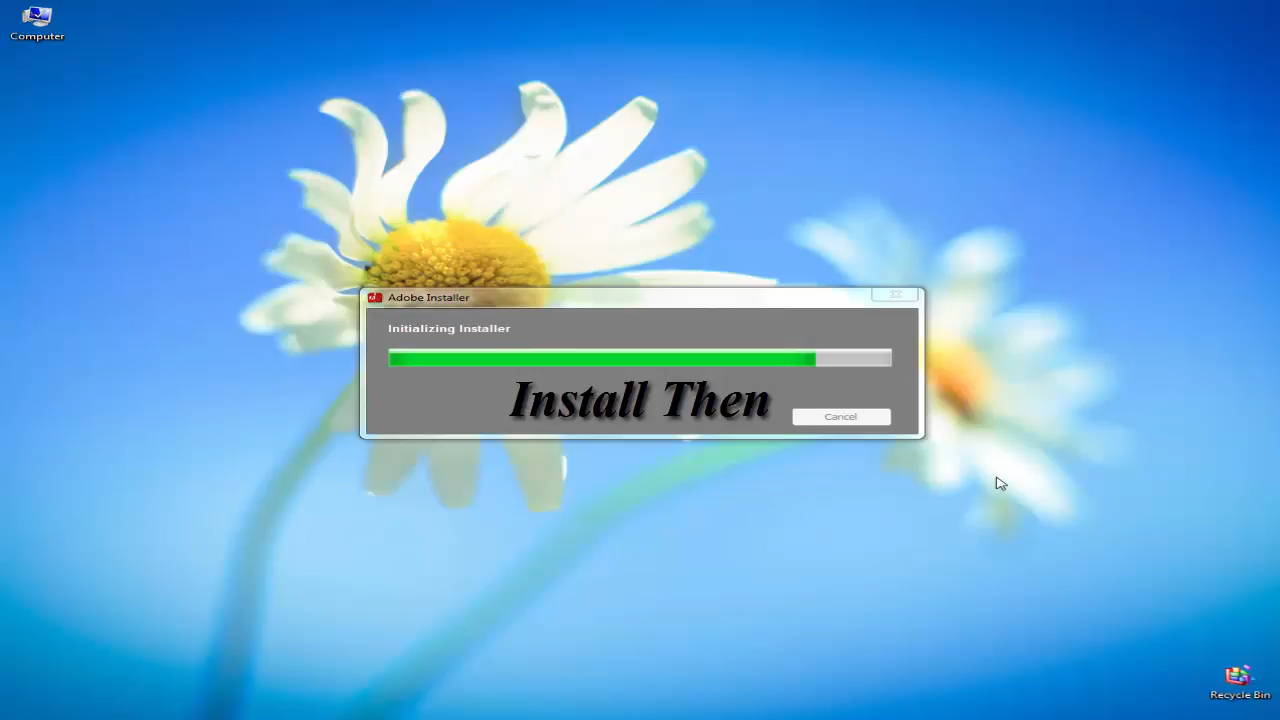 Computer
Adobe Installer
Initializing Installer
Install Then
Cancel
Recycle Bin